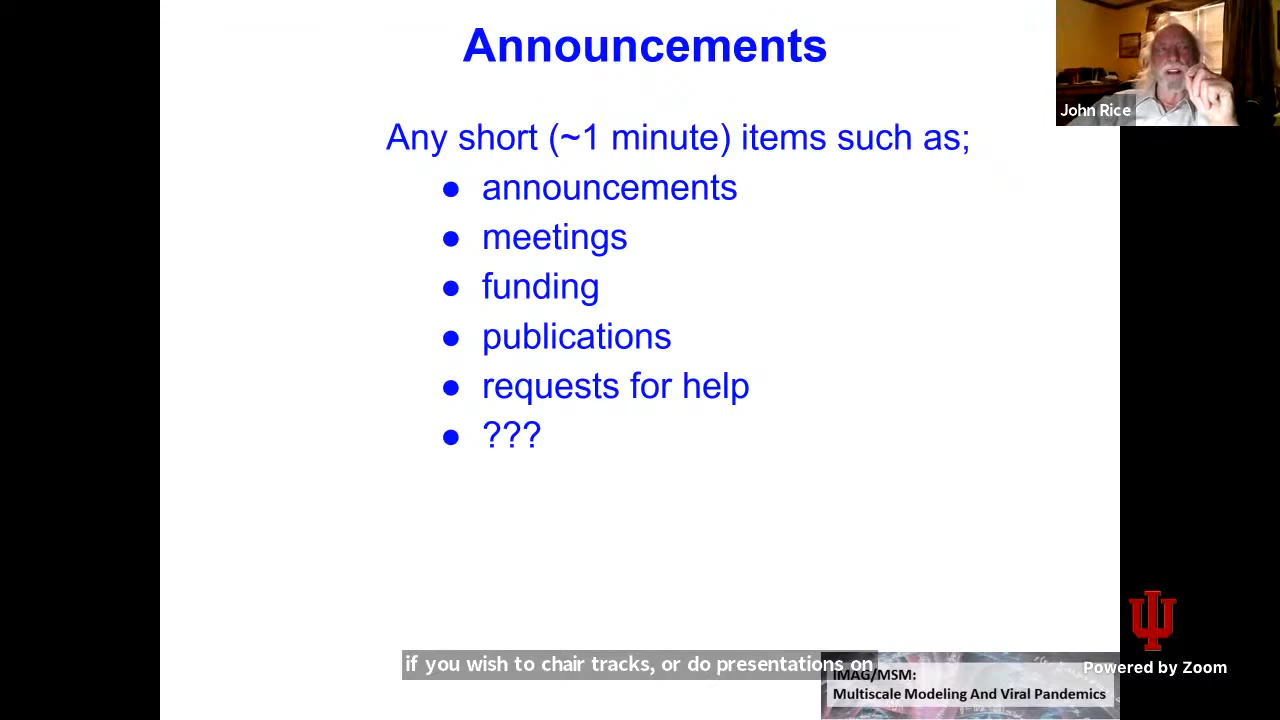 Announcements
John Rice
Any short (~1 minute) items such as;
● announcements
● meetings
● funding
● publications
● requests for help
● ???
if you wish to chair tracks, or do presentations on
IMAG/MSM:
Multiscale Modeling And Viral Pandemics
Powered by Zoom